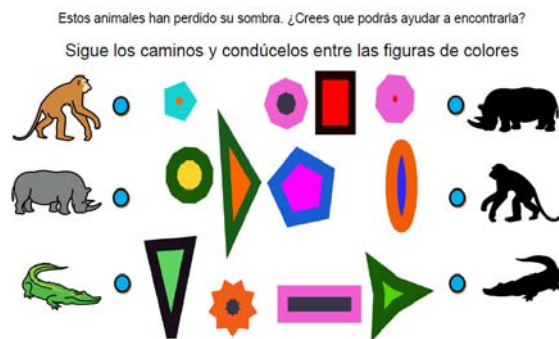 Estos animales han perdido su sombra. ¿Crees que podrás ayudar a encontrarla?
Sigue los caminos y condúcelos entre las figuras de colores